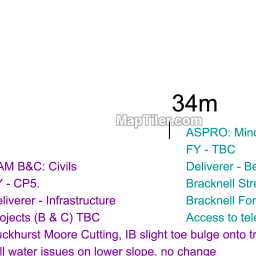 34m
MapTiler.com
ASPRO: Mino
FY - TBC
Deliverer - Be
Bracknell Stre
Bracknell For
Access to tele
AM B&C: Civils
Y - CP5.
eliverer - Infrastructure
ojects (B & C) TBC
uckhurst Moore Cutting, IB slight toe bulge onto tr
ll water issues on lower slope. no change